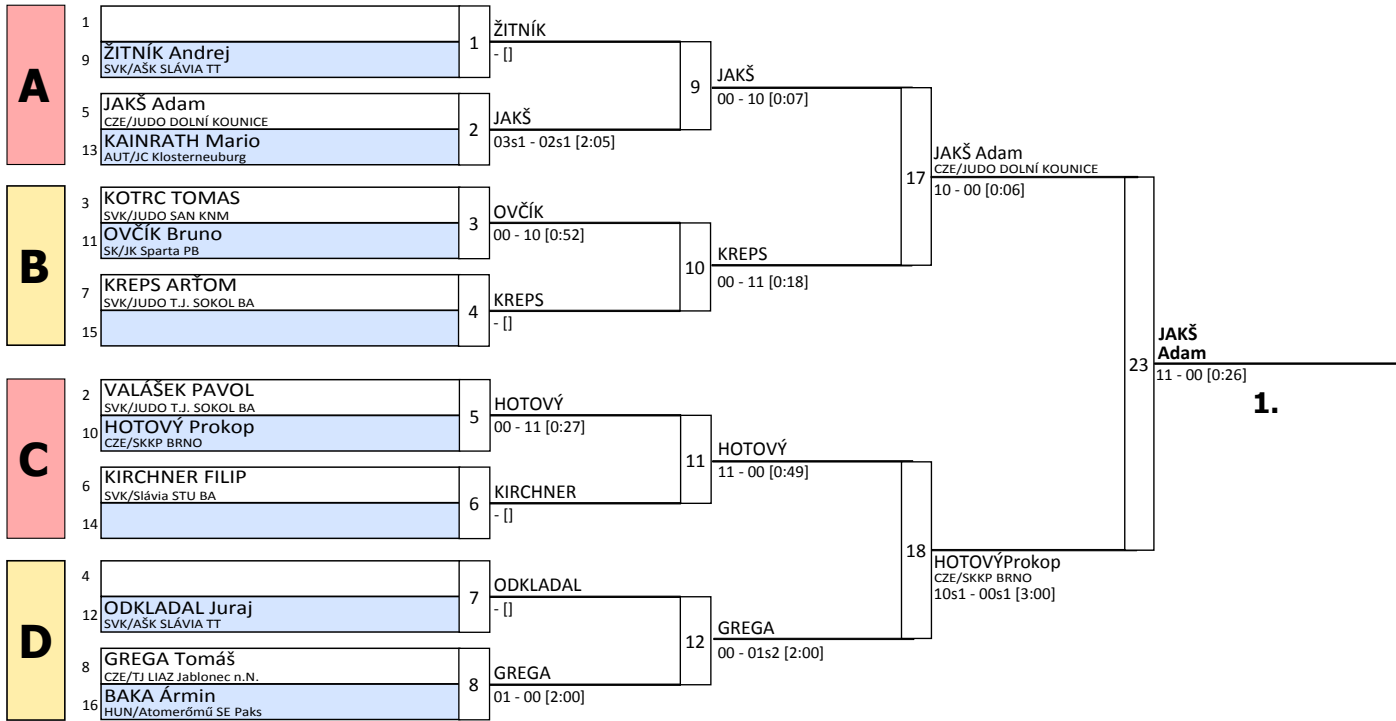 A
1
9
ŽITNÍK Andrej
SVK/AŠK SLÁVIA TT
1
ŽITNÍK
- []
5
JAKŠ Adam
CZE/JUDO DOLNÍ KOUNICE
13
KAINRATH Mario
AUT/JC Klosterneuburg
2
JAKŠ
03s1 - 02s1 [2:05]
9
JAKŠ
00 - 10 [0:07]
B
3
KOTRC TOMAS
SVK/JUDO SAN KNM
11
OVČÍK Bruno
SK/JK Sparta PB
3
OVČÍK
00 - 10 [0:52]
7
KREPS ARŤOM
SVK/JUDO T.J. SOKOL BA
15
4
KREPS
- []
10
KREPS
00 - 11 [0:18]
17
JAKŠ Adam
CZE/JUDO DOLNÍ KOUNICE
10 - 00 [0:06]
C
2
VALÁŠEK PAVOL
SVK/JUDO T.J. SOKOL BA
10
HOTOVÝ Prokop
CZE/SKKP BRNO
5
HOTOVÝ
00 - 11 [0:27]
6
KIRCHNER FILIP
SVK/Slávia STU BA
14
6
KIRCHNER
- []
11
HOTOVÝ
11 - 00 [0:49]
D
4
12
ODKLADAL Juraj
SVK/AŠK SLÁVIA TT
7
ODKLADAL
- []
8
GREGA Tomáš
CZE/TJ LIAZ Jablonec n.N.
16
BAKA Ármin
HUN/Atomerőmű SE Paks
8
GREGA
01 - 00 [2:00]
12
GREGA
00 - 01s2 [2:00]
18
HOTOVÝProkop
CZE/SKKP BRNO
10s1 - 00s1 [3:00]
23
JAKŠ
Adam
11 - 00 [0:26]
1.